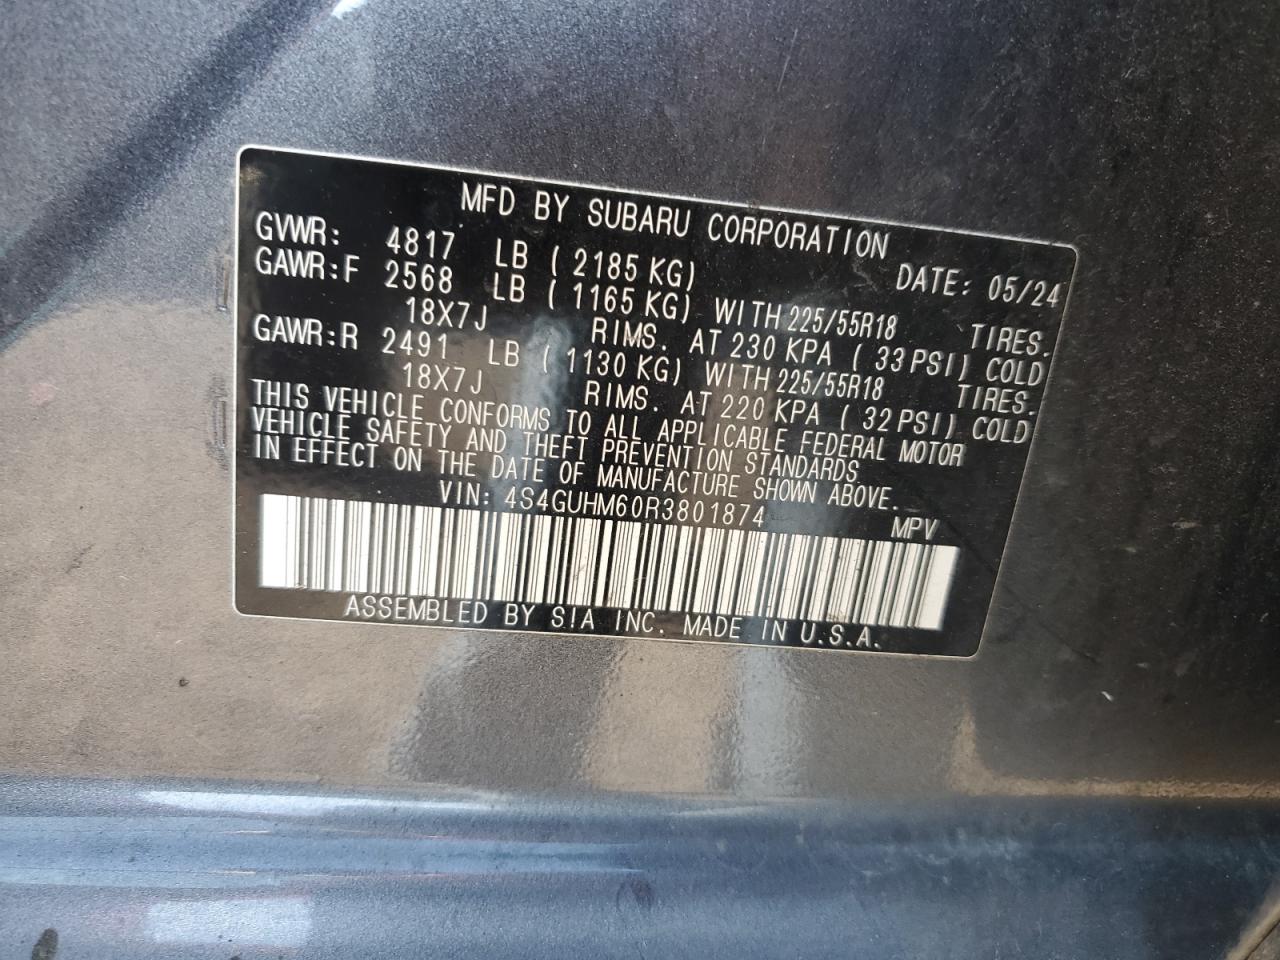 MFD BY SUBARU CORPORATION
GVWR: 4817 LB ( 2185 KG) DATE: 05/24
GAWR:F 2568 LB ( 1165 KG) WITH 225/55R18 TIRES.
18X7J RIMS. AT 230 KPA ( 33 PSI) COLD
GAWR:R 2491 LB ( 1130 KG) WITH 225/55R18 TIRES.
18X7J RIMS. AT 220 KPA ( 32 PSI) COLD
THIS VEHICLE CONFORMS TO ALL APPLICABLE FEDERAL MOTOR
VEHICLE SAFETY AND THEFT PREVENTION STANDARDS
IN EFFECT ON THE DATE OF MANUFACTURE SHOWN ABOVE.
VIN: 4S4GUHM60R3801874 MPV
ASSEMBLED BY SIA INC. MADE IN U.S.A.